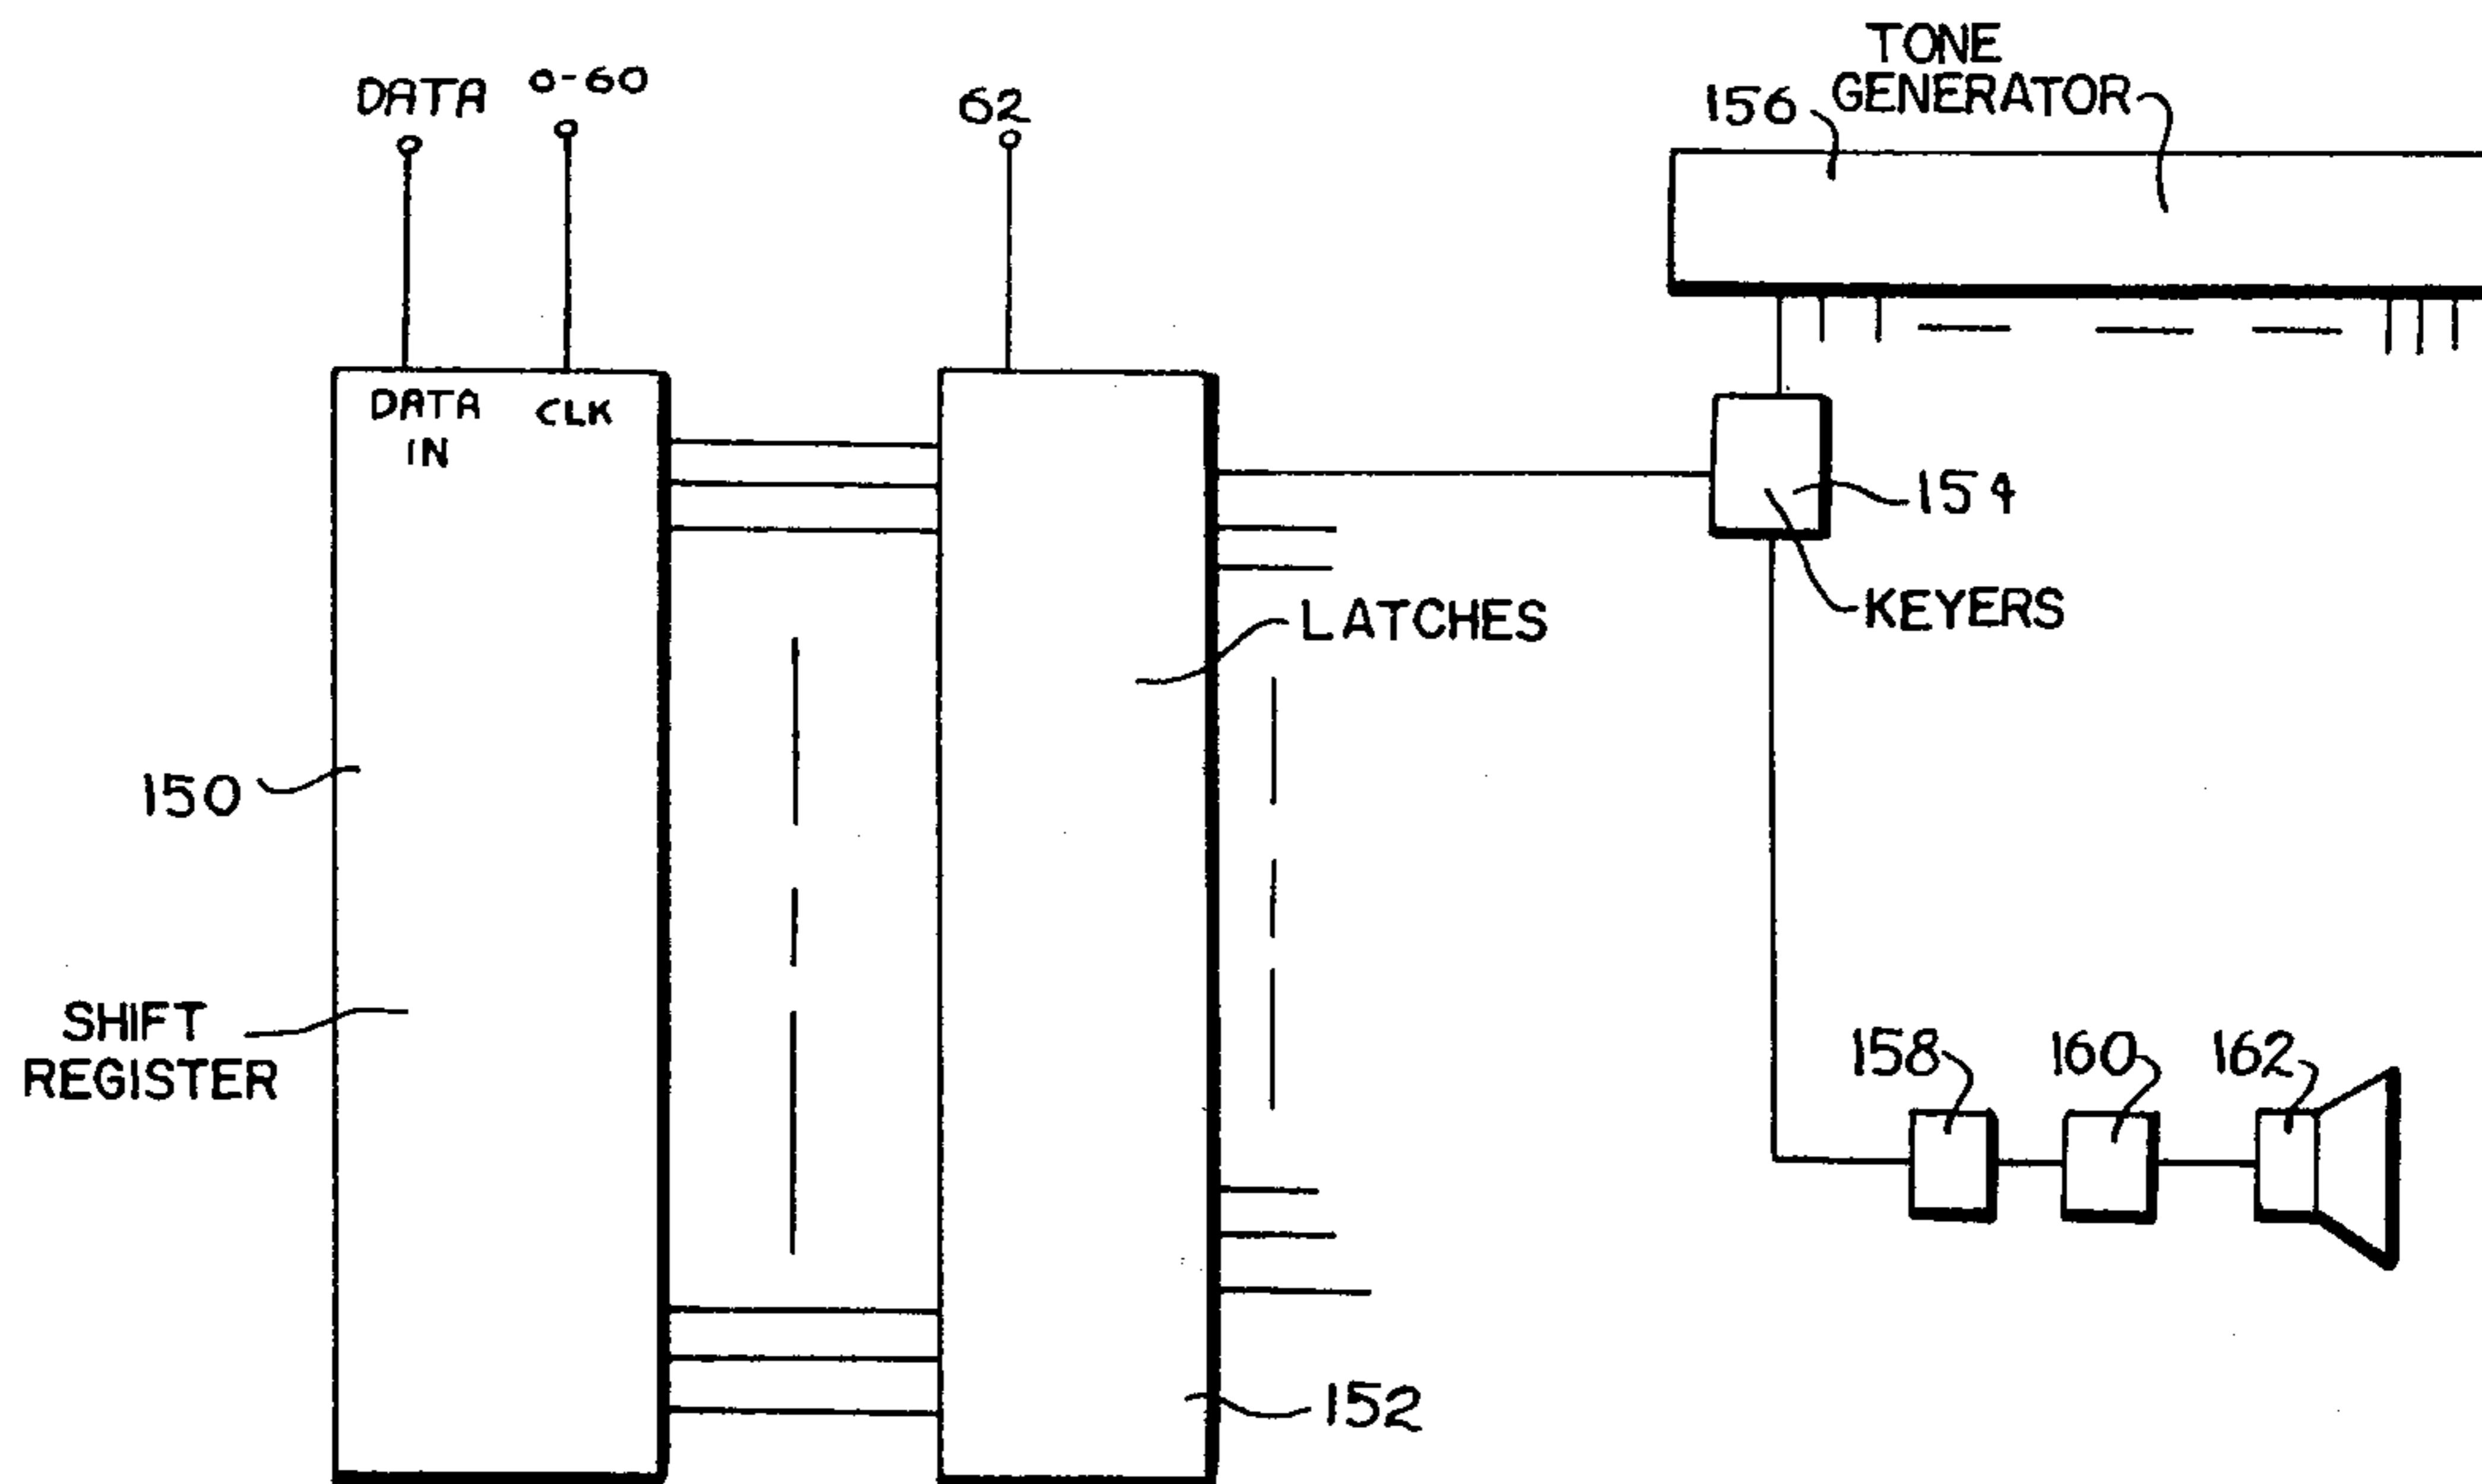 DATA
0-60
62
TONE
GENERATOR
156
DATA
IN
CLK
154
KEYERS
LATCHES
150
SHIFT
REGISTER
158
160
162
152